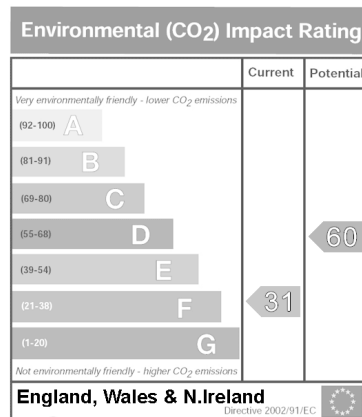 Environmental (CO2) Impact Rating
Current Potential
Very environmentally friendly - lower CO2 emissions
(92-100) A
(81-91) B
(69-80) C
(55-68) D
60
(39-54) E
(21-38) F
31
(1-20) G
Not environmentally friendly - higher CO2 emissions
England, Wales & N.Ireland
Directive 2002/91/EC